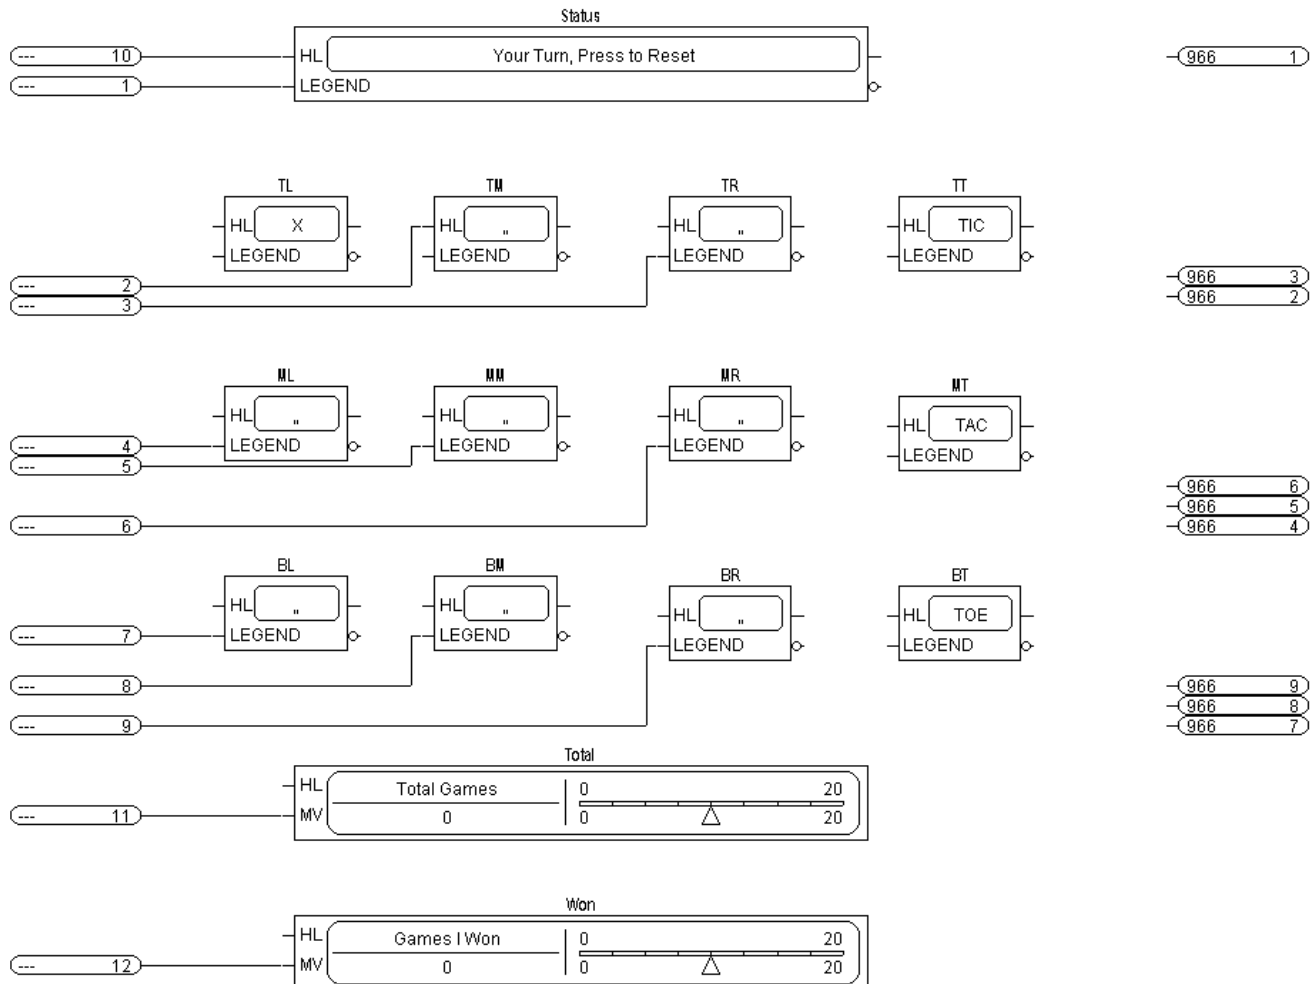 Status
--- 10 HL Your Turn, Press to Reset 966 1
--- 1 LEGEND
TL TM TR TT
HL X HL " HL " HL TIC
LEGEND LEGEND LEGEND LEGEND
--- 2 966 3
--- 3 966 2
ML MM MR MT
HL " HL " HL " HL TAC
--- 4 LEGEND LEGEND LEGEND LEGEND
--- 5
966 6
966 5
--- 6 966 4
BL BM BR BT
HL " HL " HL " HL TOE
--- 7 LEGEND LEGEND LEGEND LEGEND
--- 8 966 9
966 8
--- 9 966 7
Total
HL Total Games 0 20
--- 11 MV 0 0 20
Won
HL Games I Won 0 20
--- 12 MV 0 0 20